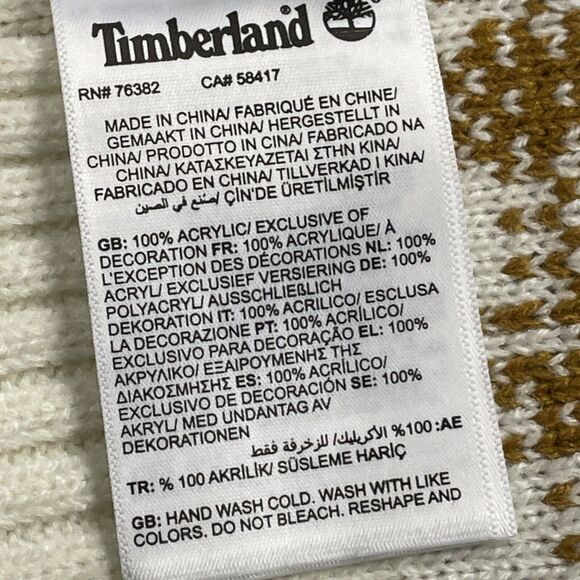 Timberland ®
RN# 76382 CA# 58417
MADE IN CHINA/ FABRIQUÉ EN CHINE/
GEMAAKT IN CHINA/ HERGESTELLT IN
CHINA/ PRODOTTO IN CINA/ FABRICADO NA
CHINA/ ΚΑΤΑΣΚΕΥΑΖΕΤΑΙ ΣΤΗΝ ΚΙΝΑ/
FABRICADO EN CHINA/ TILLVERKAD I KINA/
صنع في الصين/ ÇİN'DE ÜRETİLMİŞTİR
GB: 100% ACRYLIC/ EXCLUSIVE OF
DECORATION FR: 100% ACRYLIQUE/ À
L'EXCEPTION DES DÉCORATIONS NL: 100%
ACRYL/ EXCLUSIEF VERSIERING DE: 100%
POLYACRYL/ AUSSCHLIEßLICH
DEKORATION IT: 100% ACRILICO/ ESCLUSA
LA DECORAZIONE PT: 100% ACRÍLICO/
EXCLUSIVO PARA DECORAÇÃO EL: 100%
ΑΚΡΥΛΙΚΟ/ ΕΞΑΙΡΟΥΜΕΝΗΣ ΤΗΣ
ΔΙΑΚΟΣΜΗΣΗΣ ES: 100% ACRÍLICO/
EXCLUSIVO DE DECORACIÓN SE: 100%
AKRYL/ MED UNDANTAG AV
DEKORATIONEN
AE: 100% الأكريليك/ للزخرفة فقط
TR: % 100 AKRİLİK/ SÜSLEME HARİÇ
GB: HAND WASH COLD. WASH WITH LIKE
COLORS. DO NOT BLEACH. RESHAPE AND